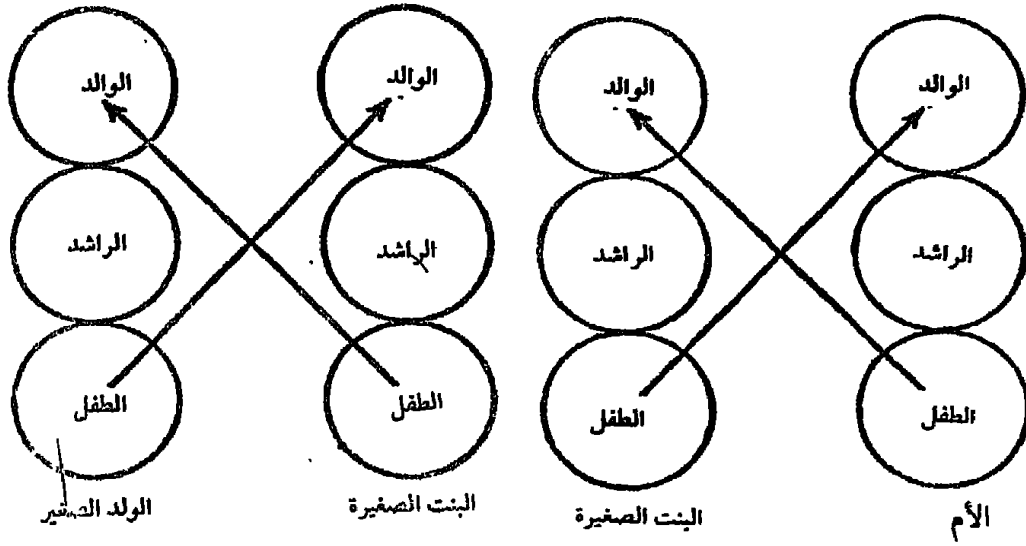 الوالد الوالد الوالد الوالد
الراشد الراشد الراشد الراشد
الطفل الطفل الطفل الطفل
الأم البنت الصغيرة البنت الصغيرة الولد الصغير